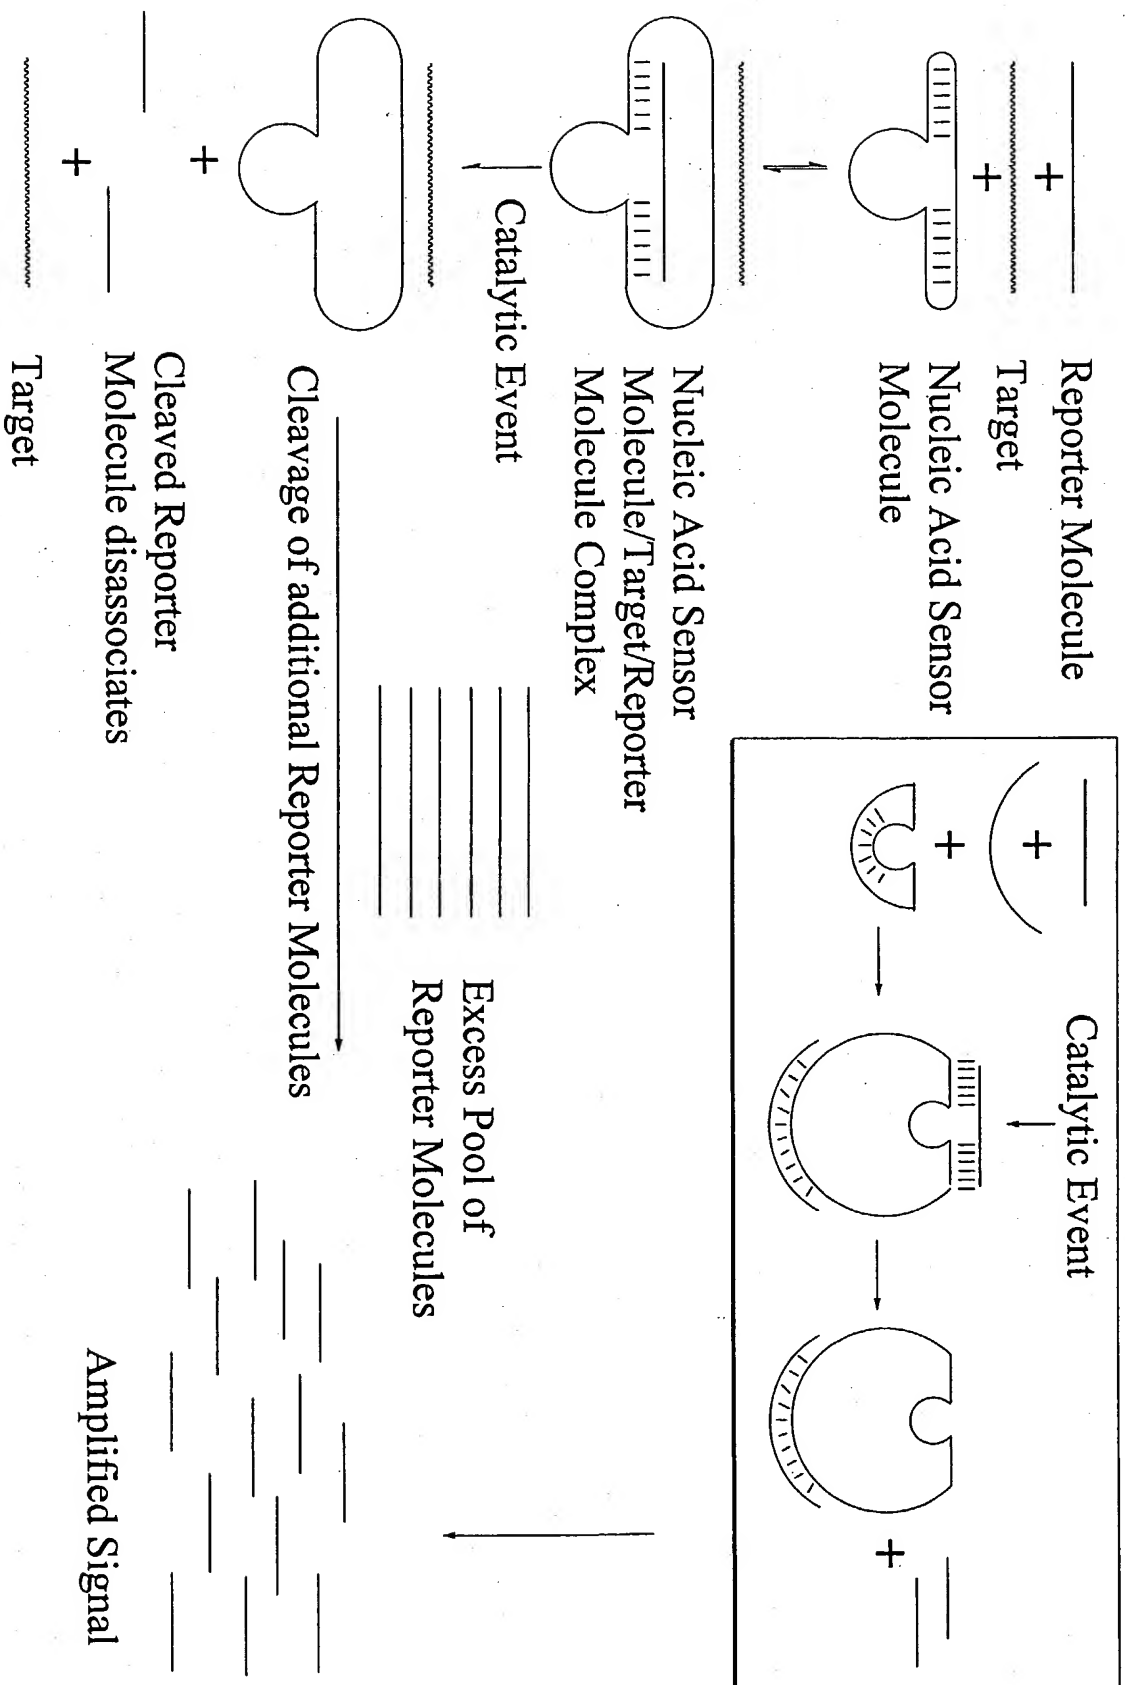 Reporter Molecule
+
Target
+
Nucleic Acid Sensor
Molecule
Nucleic Acid Sensor
Molecule/Target/Reporter
Molecule Complex
Catalytic Event
+
Cleaved Reporter
Molecule disassociates
+
Target
Cleavage of additional Reporter Molecules
Excess Pool of
Reporter Molecules
Amplified Signal
+
+
Catalytic Event
+